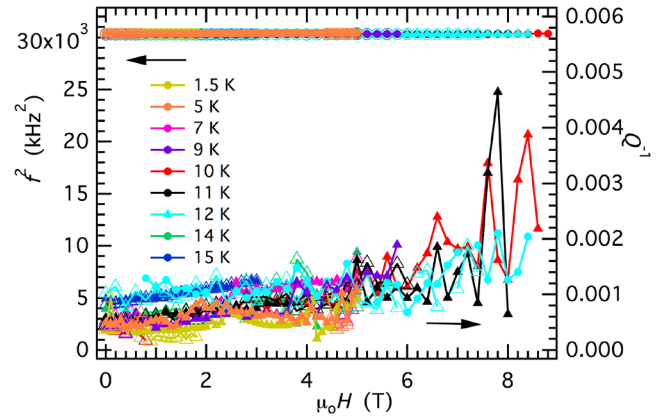 30x10³
25
20
15
10
5
0
f² (kHz²)
0.006
0.005
0.004
0.003
0.002
0.001
0.000
Q⁻¹
1.5 K
5 K
7 K
9 K
10 K
11 K
12 K
14 K
15 K
0
2
4
6
8
μₒH (T)